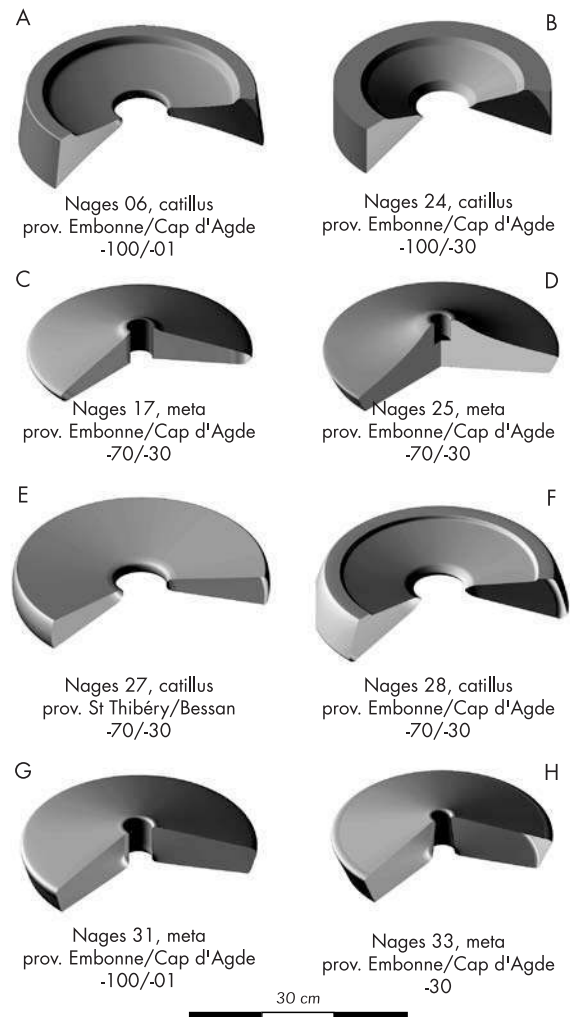 A
B
Nages 06, catillus
prov. Embonne/Cap d'Agde
-100/-01
Nages 24, catillus
prov. Embonne/Cap d'Agde
-100/-30
C
D
Nages 17, meta
prov. Embonne/Cap d'Agde
-70/-30
Nages 25, meta
prov. Embonne/Cap d'Agde
-70/-30
E
F
Nages 27, catillus
prov. St Thibéry/Bessan
-70/-30
Nages 28, catillus
prov. Embonne/Cap d'Agde
-70/-30
G
H
Nages 31, meta
prov. Embonne/Cap d'Agde
-100/-01
Nages 33, meta
prov. Embonne/Cap d'Agde
-30
30 cm